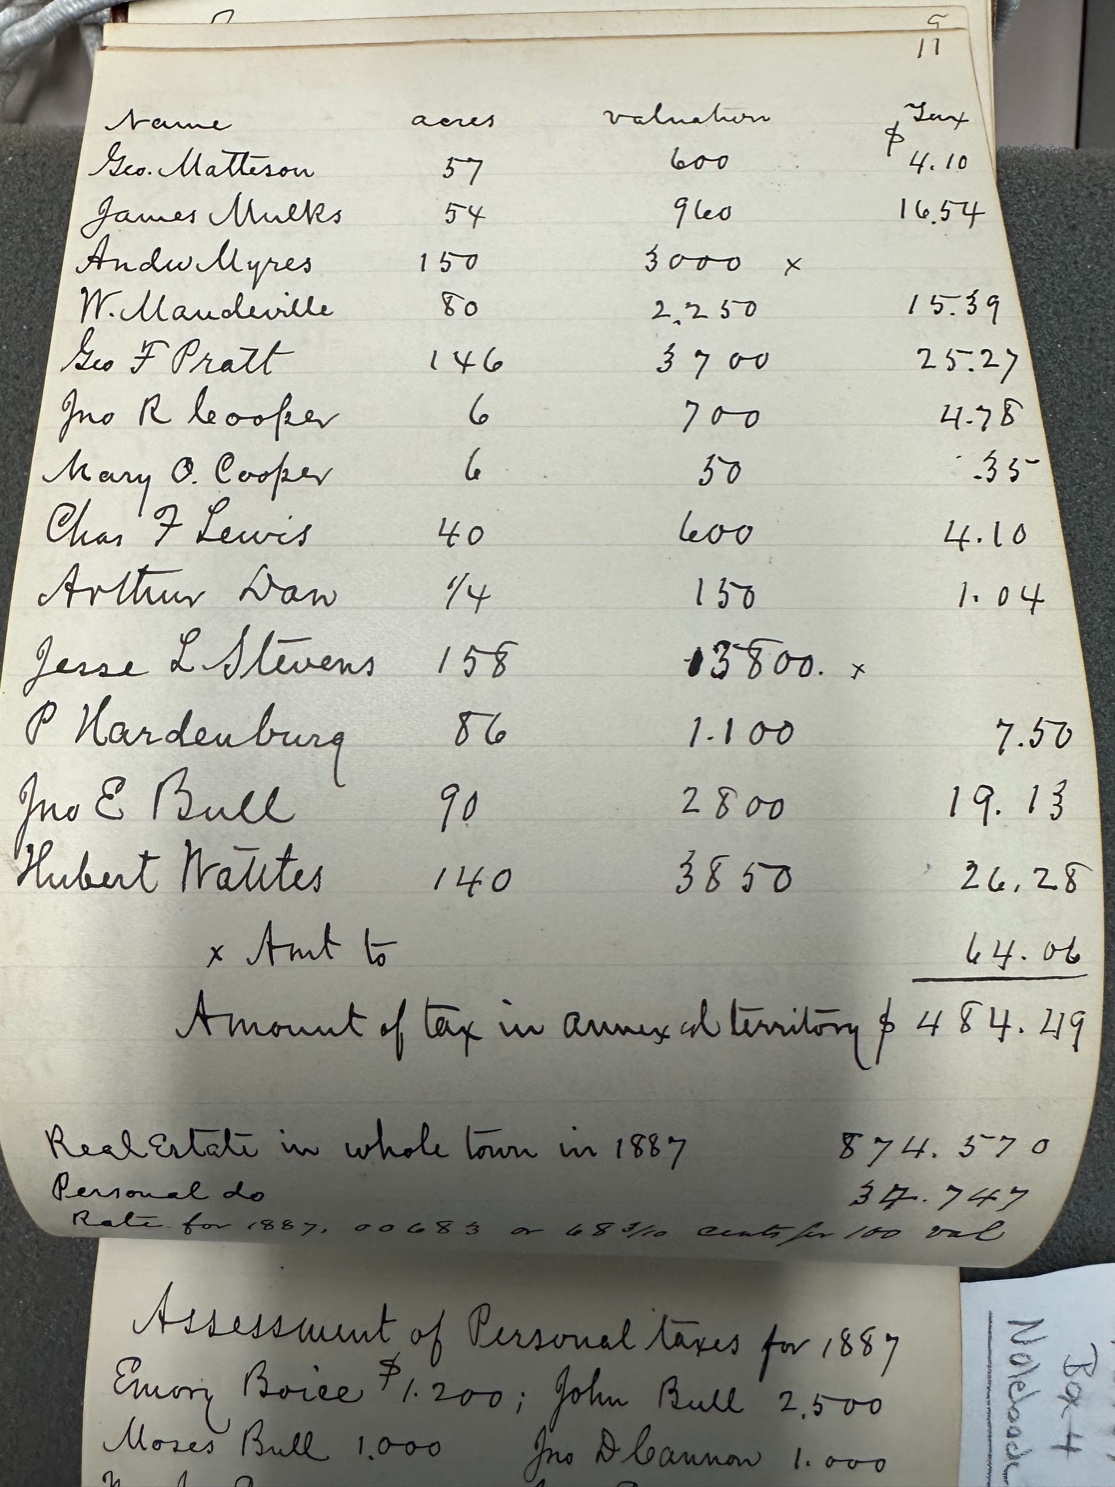 5
11
Name acres valuation Tax
Geo. Matteson 57 600 $ 4.10
James Mulks 54 960 16.54
Andw Myres 150 3000 x
W. Mandeville 80 2,250 15.39
Geo F Pratt 146 3700 25.27
Jno R Cooper 6 700 4.78
Mary O. Cooper 6 50 .35
Chas F Lewis 40 600 4.10
Arthur Dan 1/4 150 1.04
Jesse L Stevens 158 3800. x
P Hardenburg 86 1.100 7.50
Jno E Bull 90 2800 19.13
Hubert Wattles 140 3850 26.28
x Amt to 64.06
Amount of tax in annexed territory $ 484.49
Real Estate in whole town in 1887 874.570
Personal do 37.747
Rate for 1887. 00683 or 68 3/10 cents for 100 val
Assessment of Personal taxes for 1887
Emory Boice $1.200; John Bull 2,500
Moses Bull 1.000 Jno D Cannon 1.000
Box 4
Notebook